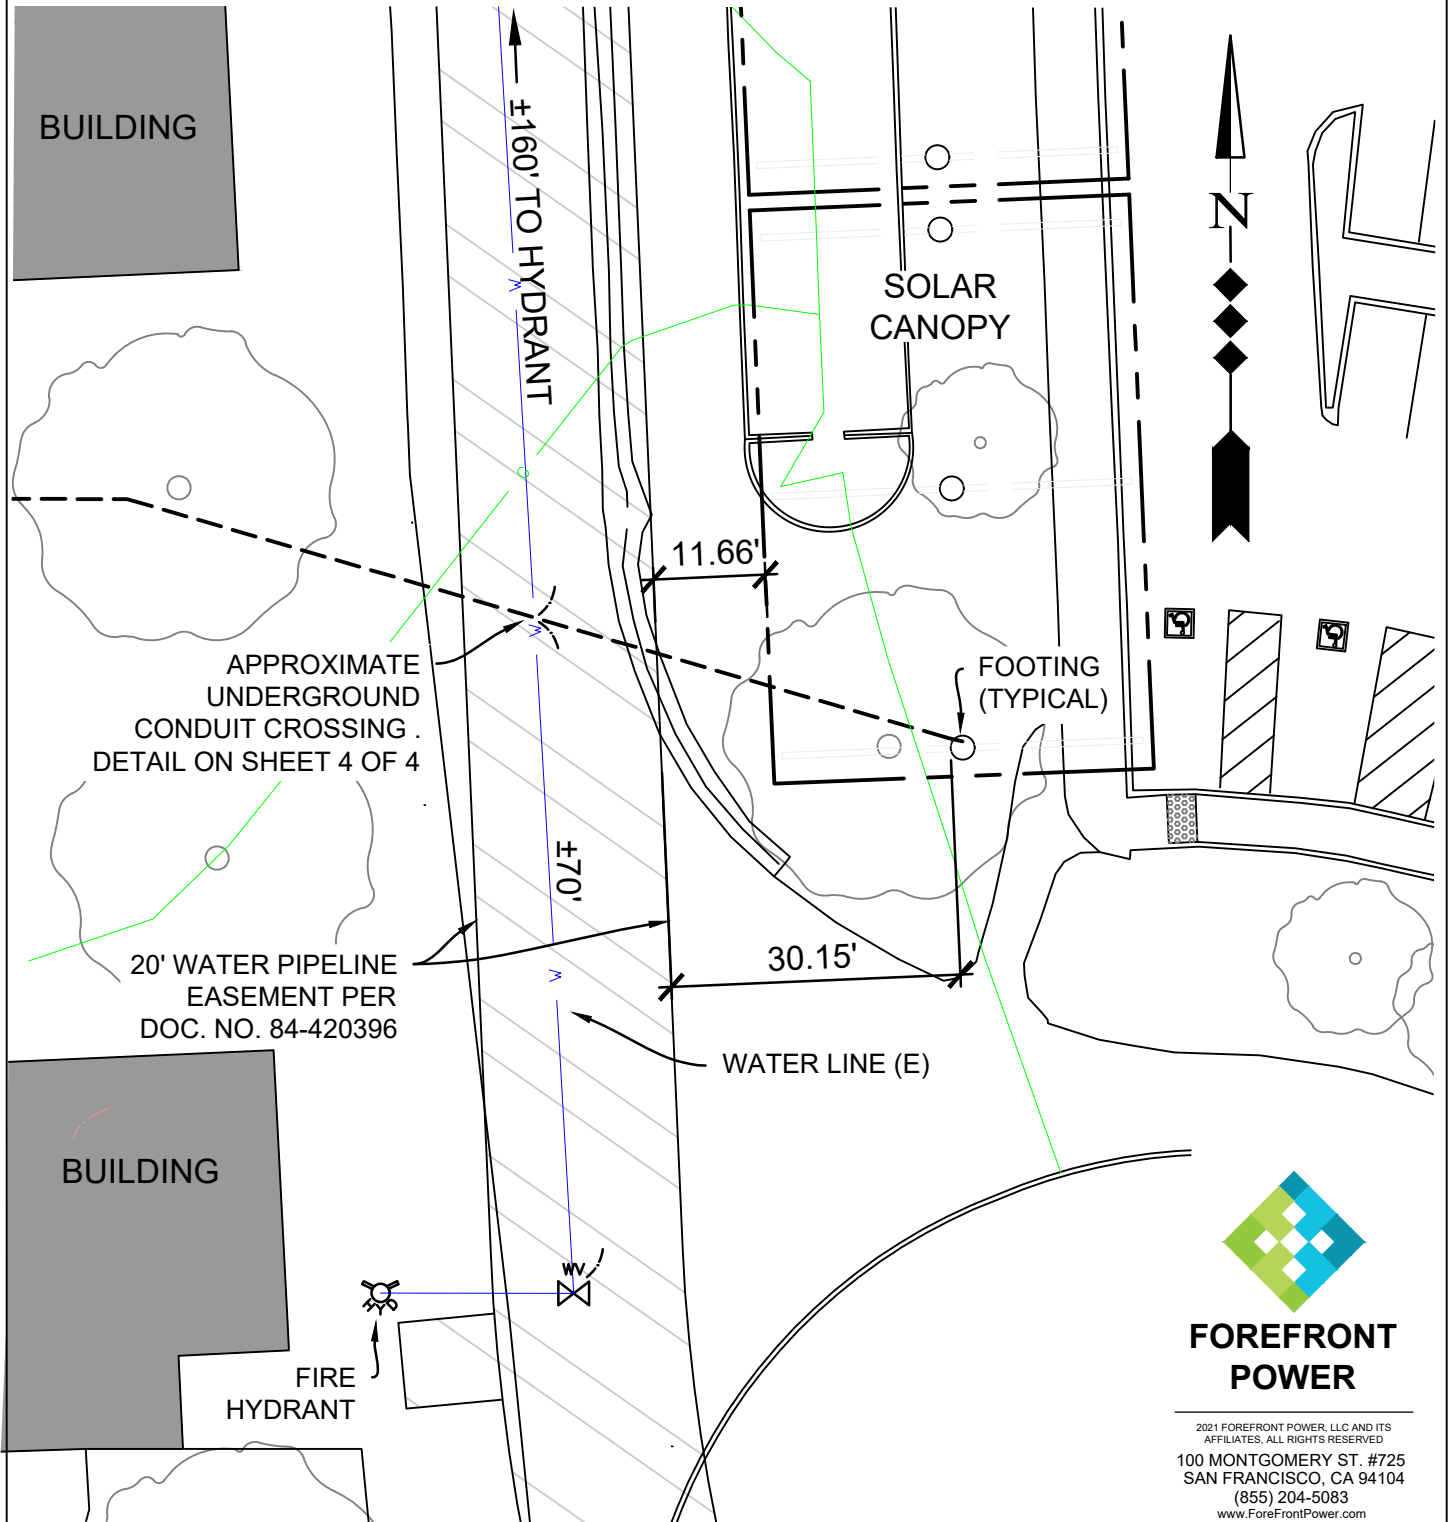 BUILDING
±160' TO HYDRANT
N
W
SOLAR
CANOPY
G
11.66'
W
APPROXIMATE
UNDERGROUND
CONDUIT CROSSING .
DETAIL ON SHEET 4 OF 4
FOOTING
(TYPICAL)
±70'
20' WATER PIPELINE
EASEMENT PER
DOC. NO. 84-420396
30.15'
W
WATER LINE (E)
BUILDING
WV
HYD
FIRE
HYDRANT
FOREFRONT
POWER
2021 FOREFRONT POWER, LLC AND ITS
AFFILIATES, ALL RIGHTS RESERVED
100 MONTGOMERY ST. #725
SAN FRANCISCO, CA 94104
(855) 204-5083
www.ForeFrontPower.com